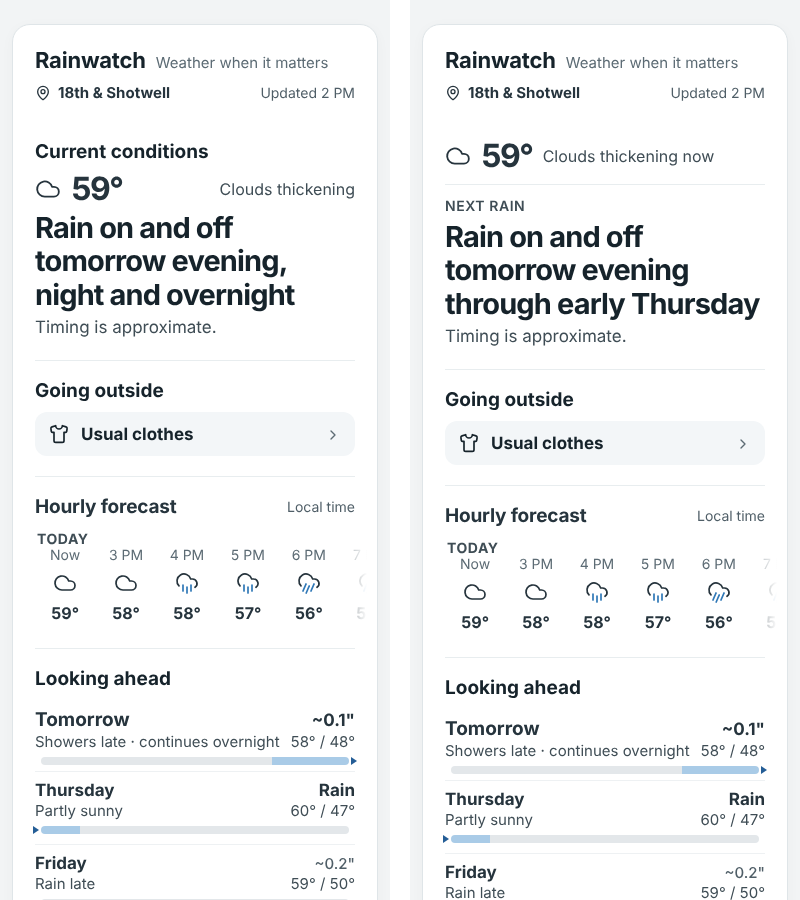 Rainwatch Weather when it matters
18th & Shotwell Updated 2 PM
Current conditions
59° Clouds thickening
Rain on and off
tomorrow evening,
night and overnight
Timing is approximate.
Going outside
Usual clothes
Hourly forecast Local time
TODAY
Now 3 PM 4 PM 5 PM 6 PM 7
59° 58° 58° 57° 56° 5
Looking ahead
Tomorrow ~0.1"
Showers late · continues overnight 58° / 48°
Thursday Rain
Partly sunny 60° / 47°
Friday ~0.2"
Rain late 59° / 50°
Rainwatch Weather when it matters
18th & Shotwell Updated 2 PM
59° Clouds thickening now
NEXT RAIN
Rain on and off
tomorrow evening
through early Thursday
Timing is approximate.
Going outside
Usual clothes
Hourly forecast Local time
TODAY
Now 3 PM 4 PM 5 PM 6 PM 7
59° 58° 58° 57° 56° 5
Looking ahead
Tomorrow ~0.1"
Showers late · continues overnight 58° / 48°
Thursday Rain
Partly sunny 60° / 47°
Friday ~0.2"
Rain late 59° / 50°